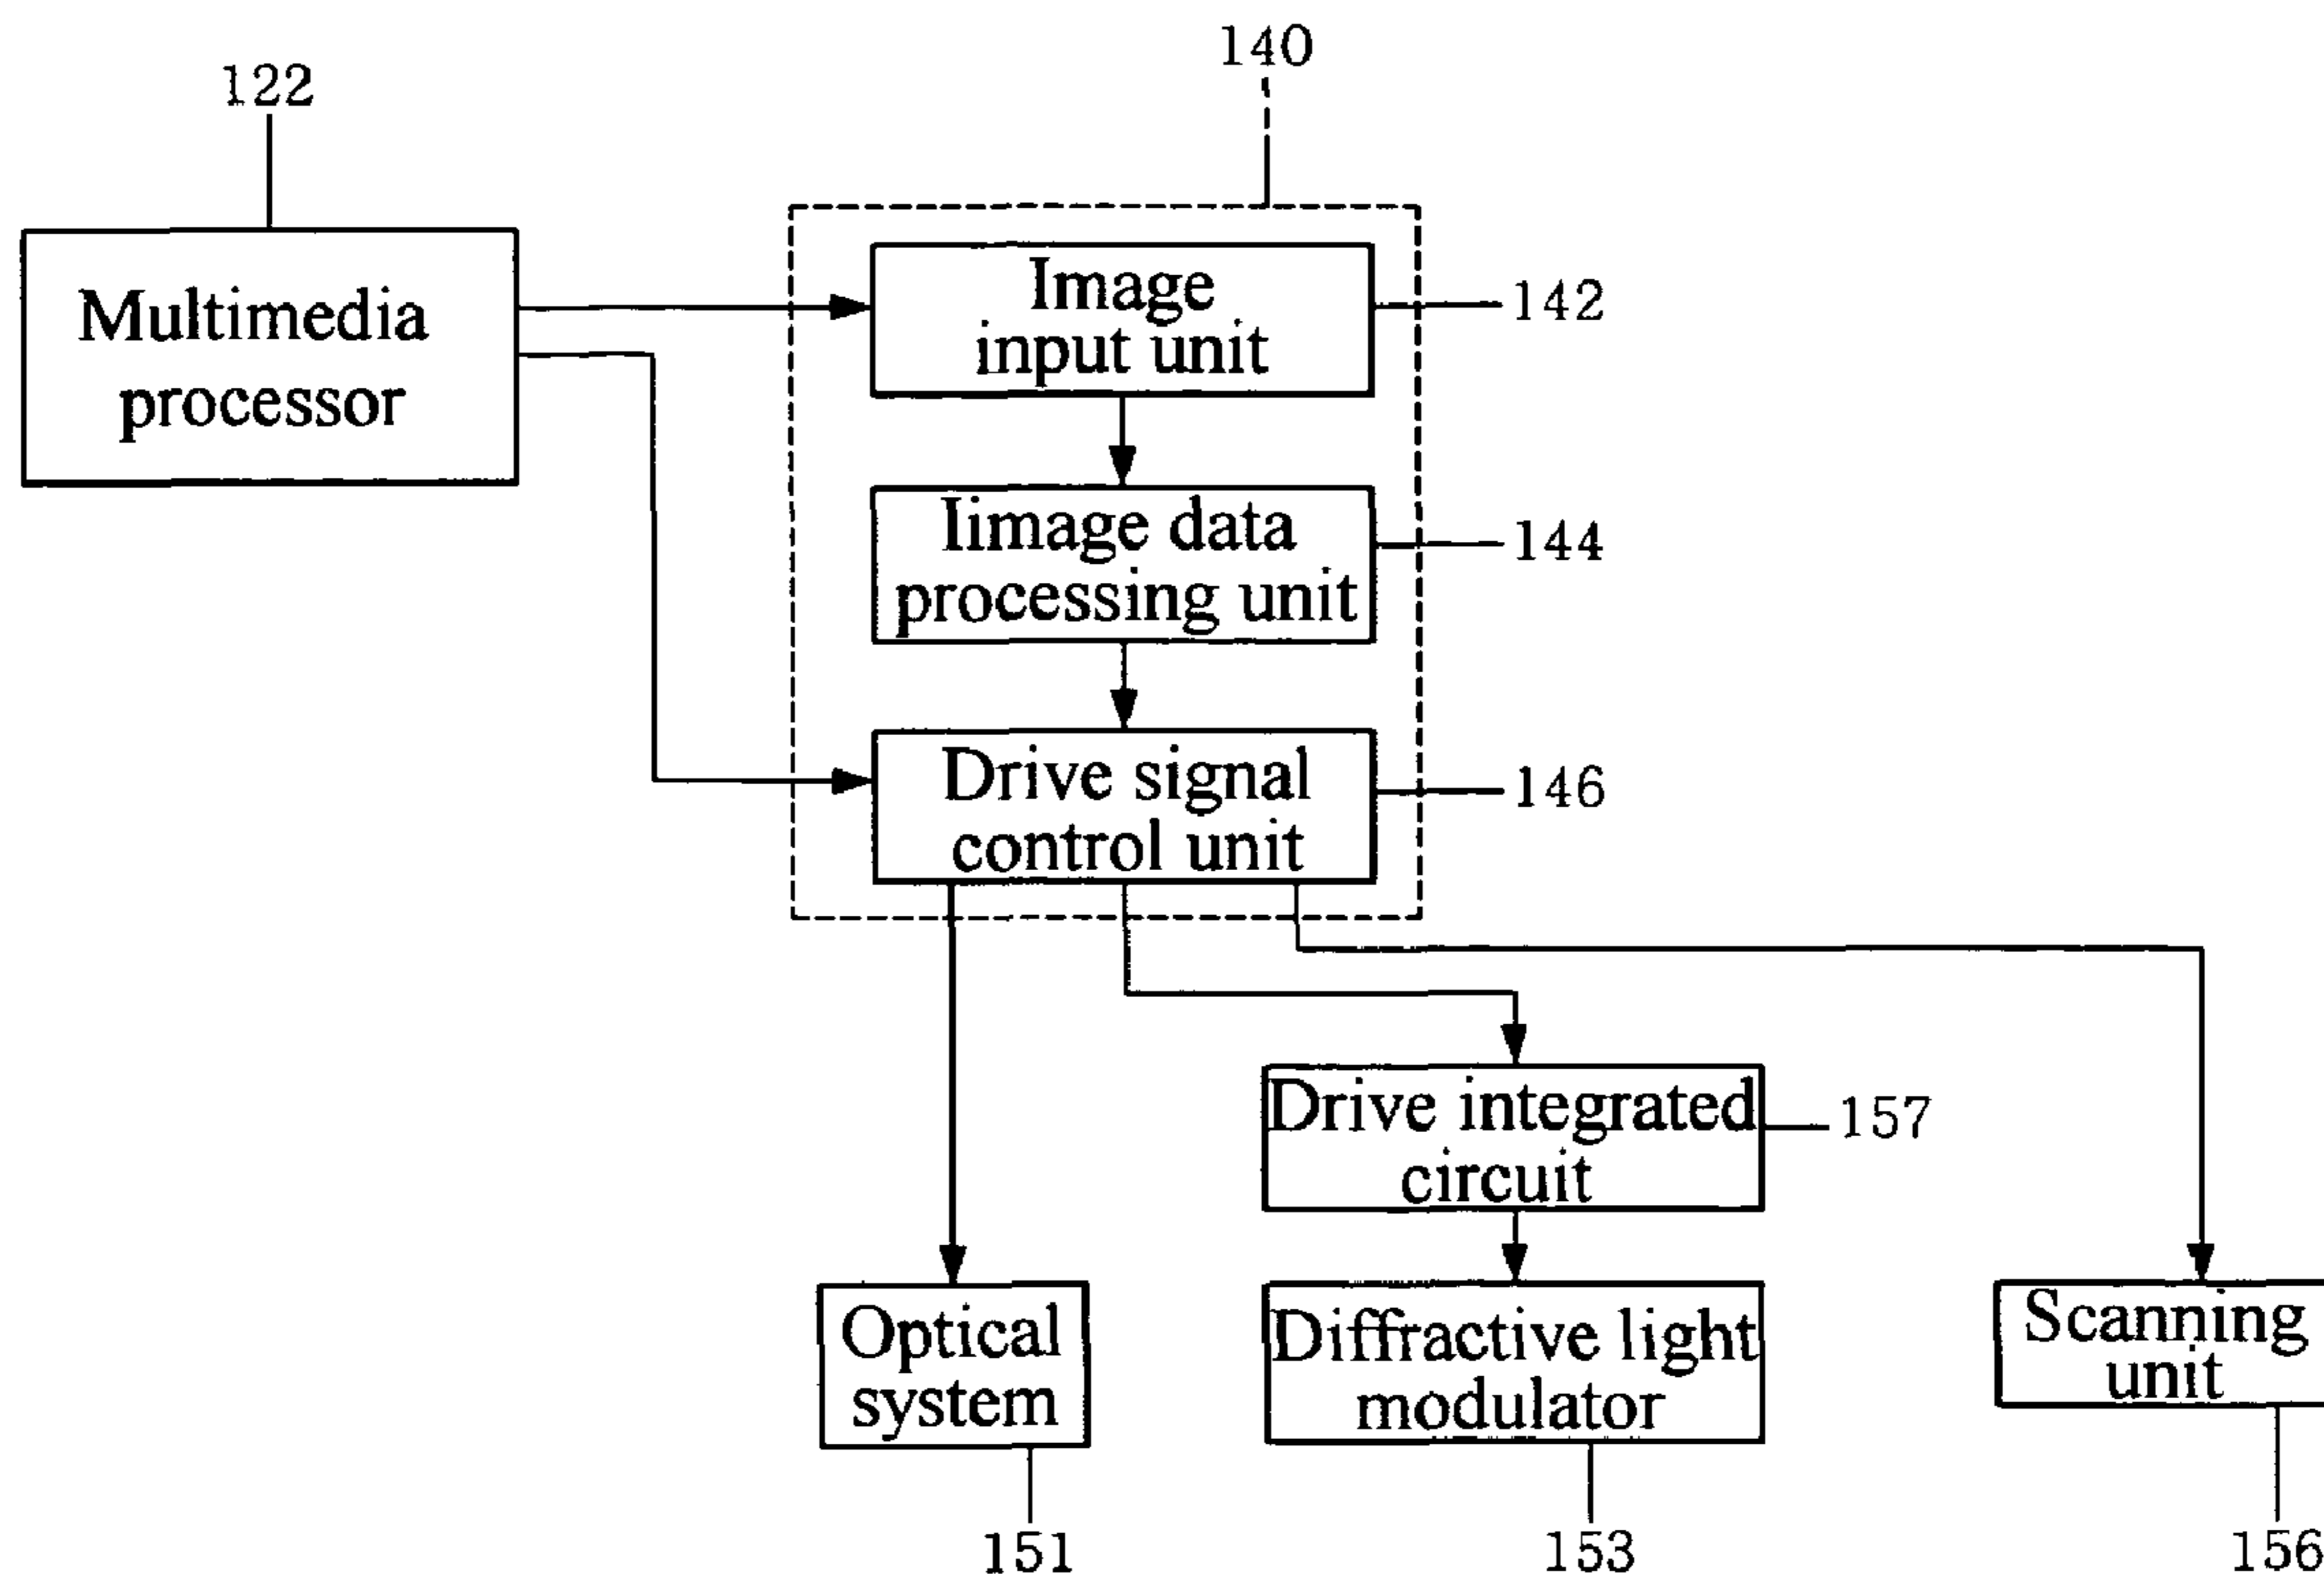 140
122
Multimedia
processor
Image
input unit
142
Iimage data
processing unit
144
Drive signal
control unit
146
Drive integrated
circuit
157
Optical
system
Diffractive light
modulator
Scanning
unit
151
153
156